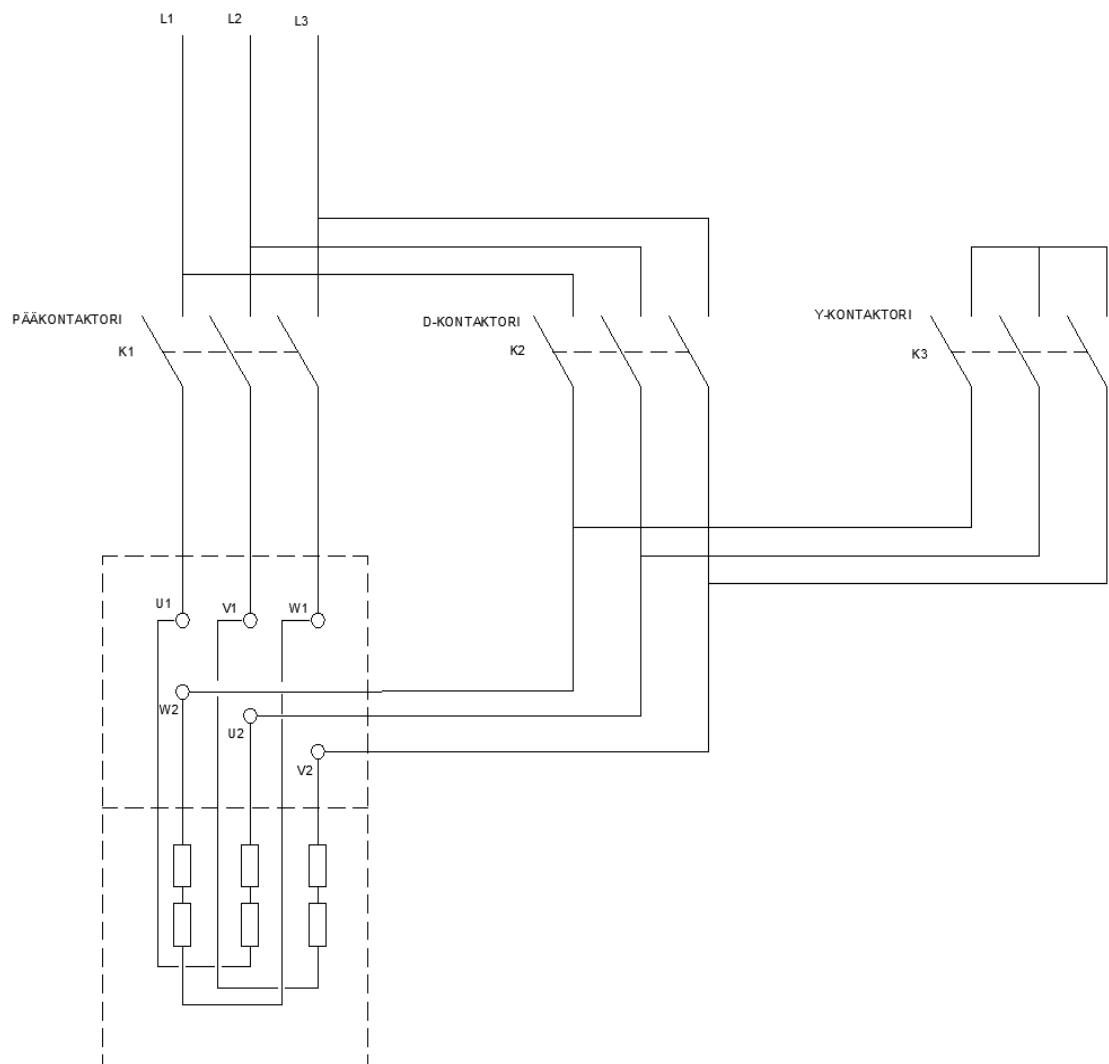 L1
L2
L3
PÄÄKONTAKTORI
K1
D-KONTAKTORI
K2
Y-KONTAKTORI
K3
U1
V1
W1
W2
U2
V2